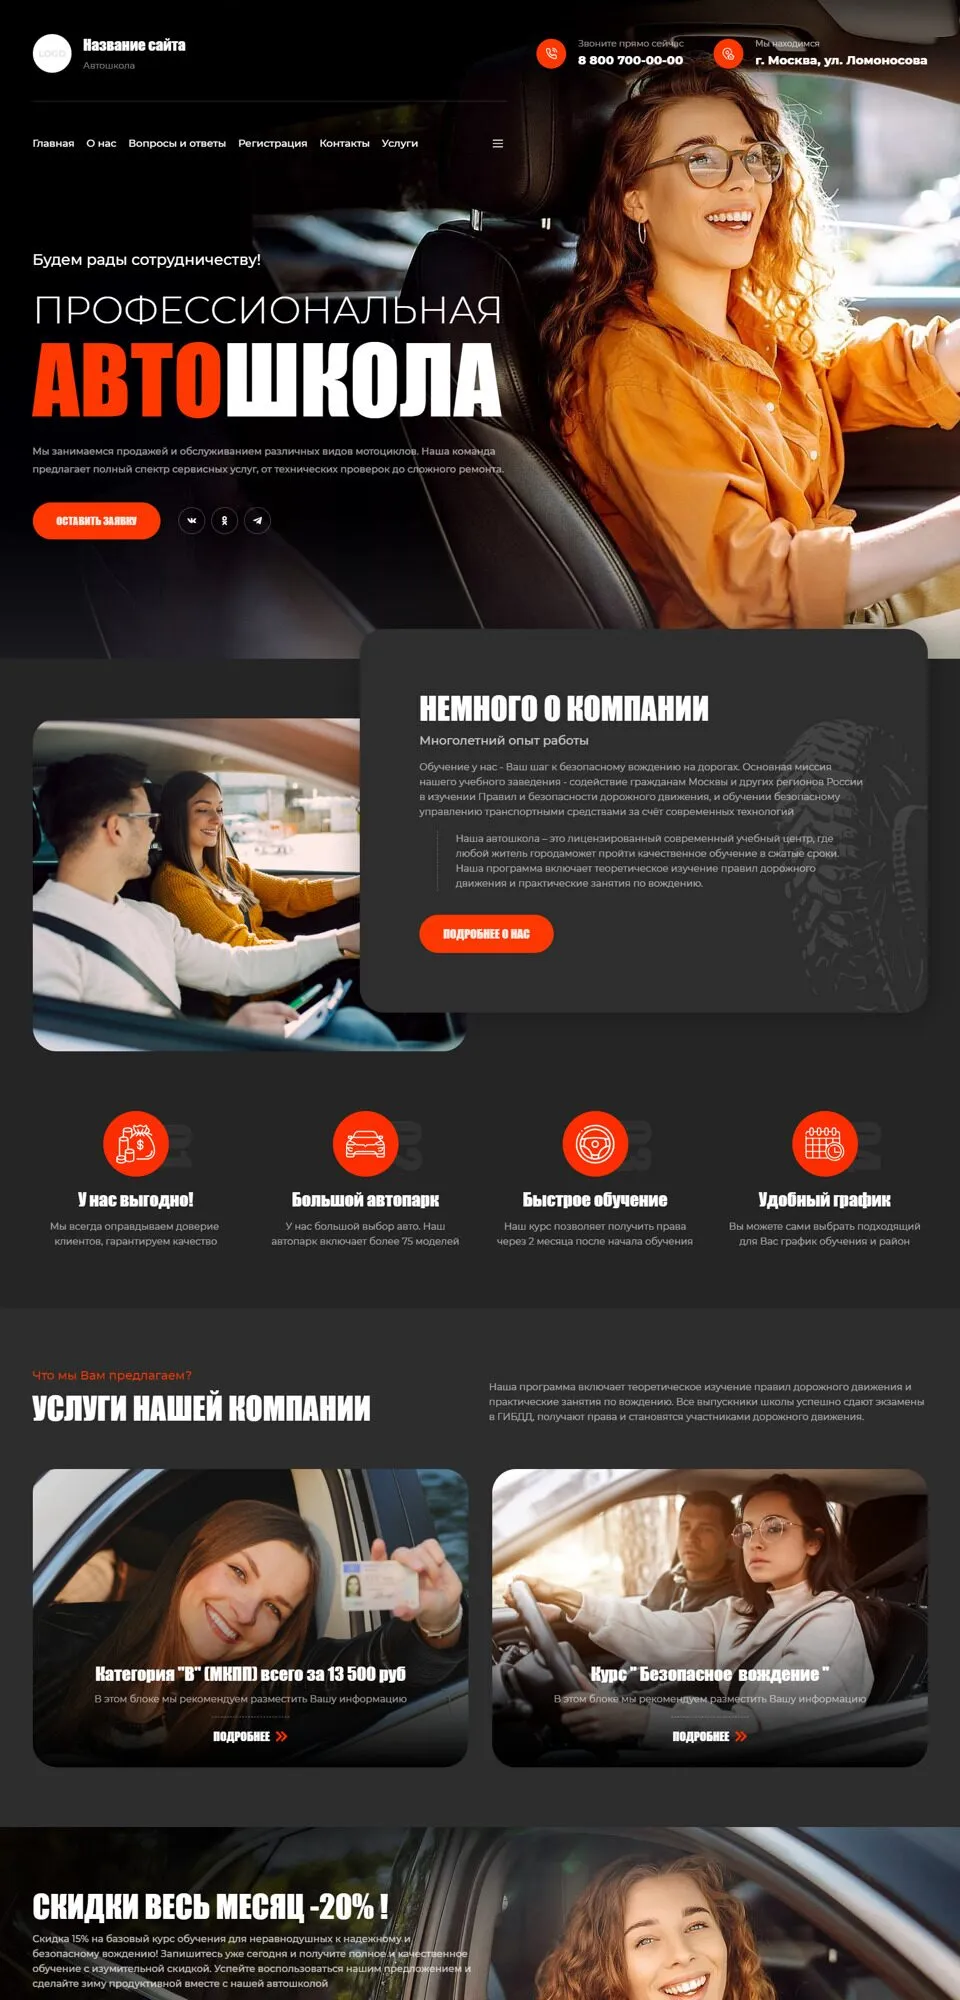 LOGO
Название сайта
Автошкола
Звоните прямо сейчас
8 800 700-00-00
Мы находимся
г. Москва, ул. Ломоносова
Главная О нас Вопросы и ответы Регистрация Контакты Услуги
Будем рады сотрудничеству!
ПРОФЕССИОНАЛЬНАЯ
АВТОШКОЛА
Мы занимаемся продажей и обслуживанием различных видов мотоциклов. Наша команда
предлагает полный спектр сервисных услуг, от технических проверок до сложного ремонта.
ОСТАВИТЬ ЗАЯВКУ
НЕМНОГО О КОМПАНИИ
Многолетний опыт работы
Обучение у нас - Ваш шаг к безопасному вождению на дорогах. Основная миссия
нашего учебного заведения - содействие гражданам Москвы и других регионов России
в изучении Правил и безопасности дорожного движения, и обучении безопасному
управлению транспортными средствами за счёт современных технологий
Наша автошкола – это лицензированный современный учебный центр, где
любой житель городаможет пройти качественное обучение в сжатые сроки.
Наша программа включает теоретическое изучение правил дорожного
движения и практические занятия по вождению.
ПОДРОБНЕЕ О НАС
01
02
03
04
У нас выгодно!
Мы всегда оправдываем доверие
клиентов, гарантируем качество
Большой автопарк
У нас большой выбор авто. Наш
автопарк включает более 75 моделей
Быстрое обучение
Наш курс позволяет получить права
через 2 месяца после начала обучения
Удобный график
Вы можете сами выбрать подходящий
для Вас график обучения и район
Что мы Вам предлагаем?
УСЛУГИ НАШЕЙ КОМПАНИИ
Наша программа включает теоретическое изучение правил дорожного движения и
практические занятия по вождению. Все выпускники школы успешно сдают экзамены
в ГИБДД, получают права и становятся участниками дорожного движения.
Категория "B" (МКПП) всего за 13 500 руб
В этом блоке мы рекомендуем разместить Вашу информацию
ПОДРОБНЕЕ
Курс " Безопасное вождение "
В этом блоке мы рекомендуем разместить Вашу информацию
ПОДРОБНЕЕ
СКИДКИ ВЕСЬ МЕСЯЦ -20% !
Скидка 15% на базовый курс обучения для неравнодушных к надежному и
безопасному вождению! Запишитесь уже сегодня и получите полное и качественное
обучение с изумительной скидкой. Успейте воспользоваться нашим предложением и
сделайте зиму продуктивной вместе с нашей автошколой